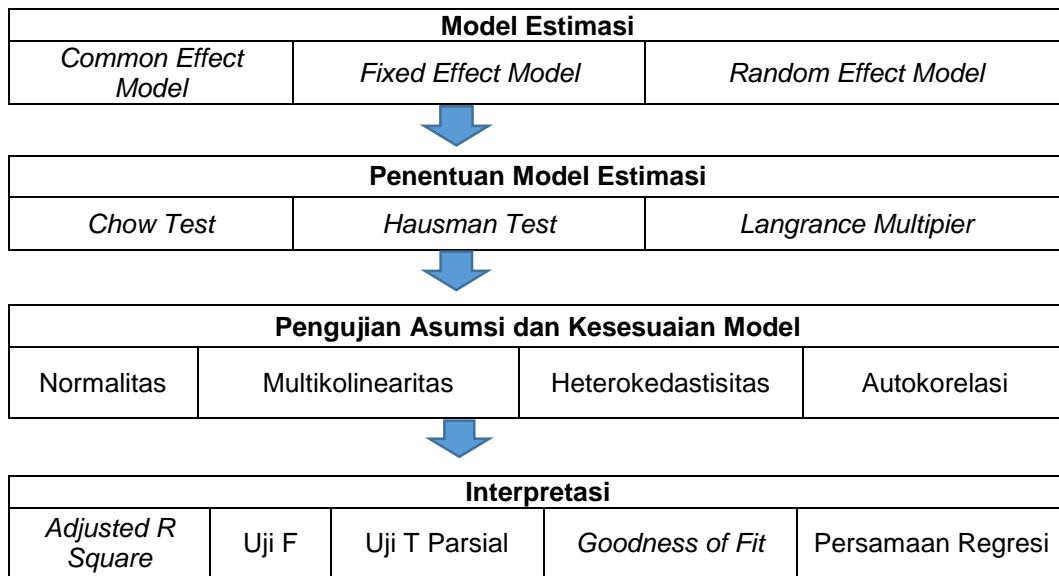 Model Estimasi
Common Effect
Model
Fixed Effect Model
Random Effect Model
Penentuan Model Estimasi
Chow Test
Hausman Test
Langrance Multipier
Pengujian Asumsi dan Kesesuaian Model
Normalitas
Multikolinearitas
Heterokedastisitas
Autokorelasi
Interpretasi
Adjusted R
Square
Uji F
Uji T Parsial
Goodness of Fit
Persamaan Regresi